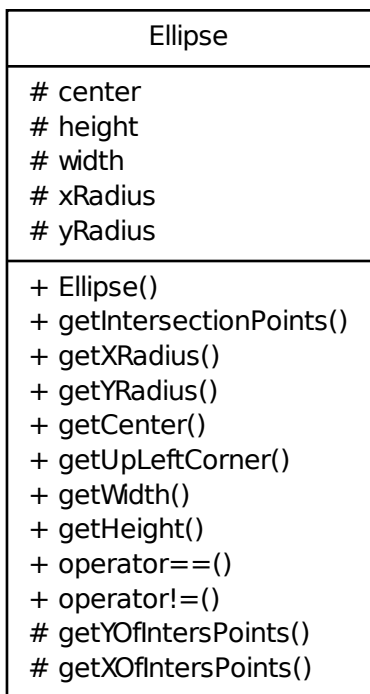 Ellipse
# center
# height
# width
# xRadius
# yRadius
+ Ellipse()
+ getIntersectionPoints()
+ getXRadius()
+ getYRadius()
+ getCenter()
+ getUpLeftCorner()
+ getWidth()
+ getHeight()
+ operator==()
+ operator!=()
# getYOfIntersPoints()
# getXOfIntersPoints()